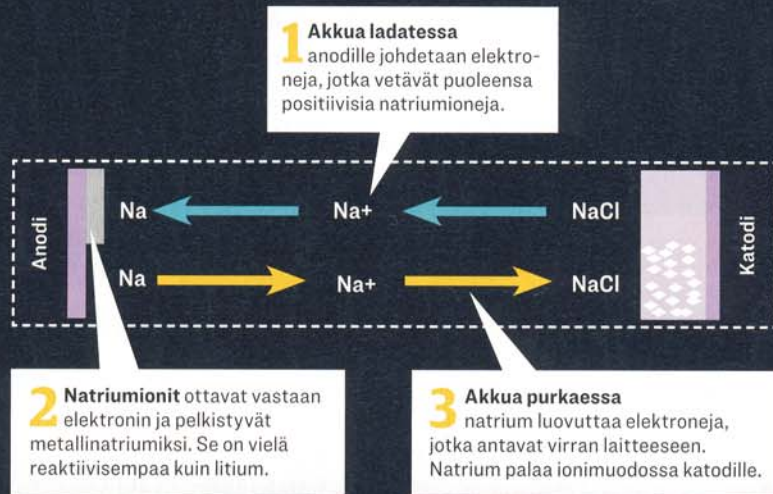 1 Akkua ladatessa
anodille johdetaan elektro-
neja, jotka vetävät puoleensa
positiivisia natriumioneja.
Anodi
Na Na+ NaCl
Na Na+ NaCl
Katodi
2 Natriumionit ottavat vastaan
elektronin ja pelkistyvät
metallinatriumiksi. Se on vielä
reaktiivisempaa kuin litium.
3 Akkua purkaessa
natrium luovuttaa elektroneja,
jotka antavat virran laitteeseen.
Natrium palaa ionimuodossa katodille.